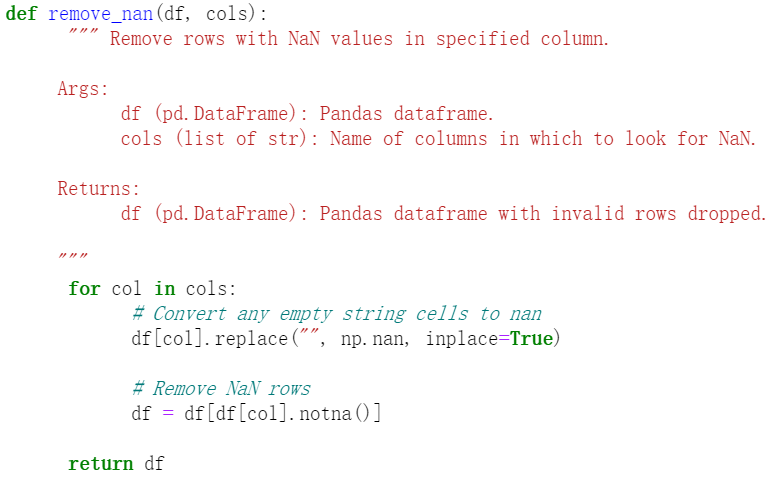 def remove_nan(df, cols):
""" Remove rows with NaN values in specified column.
Args:
df (pd.DataFrame): Pandas dataframe.
cols (list of str): Name of columns in which to look for NaN.
Returns:
df (pd.DataFrame): Pandas dataframe with invalid rows dropped.
"""
for col in cols:
# Convert any empty string cells to nan
df[col].replace("", np.nan, inplace=True)
# Remove NaN rows
df = df[df[col].notna()]
return df